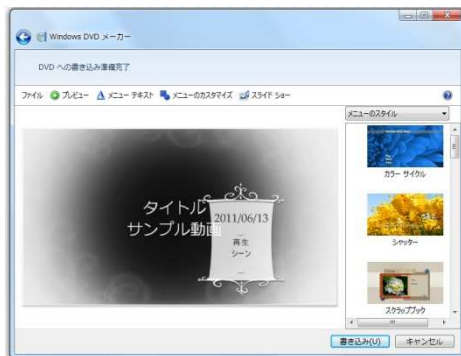 Windows DVD メーカー
DVD への書き込み準備完了
ファイル プレビュー メニュー テキスト メニューのカスタマイズ スライド ショー
メニューのスタイル
カラー サイクル
タイトル
サンプル動画
2011/06/13
再生
シーン
シャッター
スクラップブック
書き込み(U) キャンセル